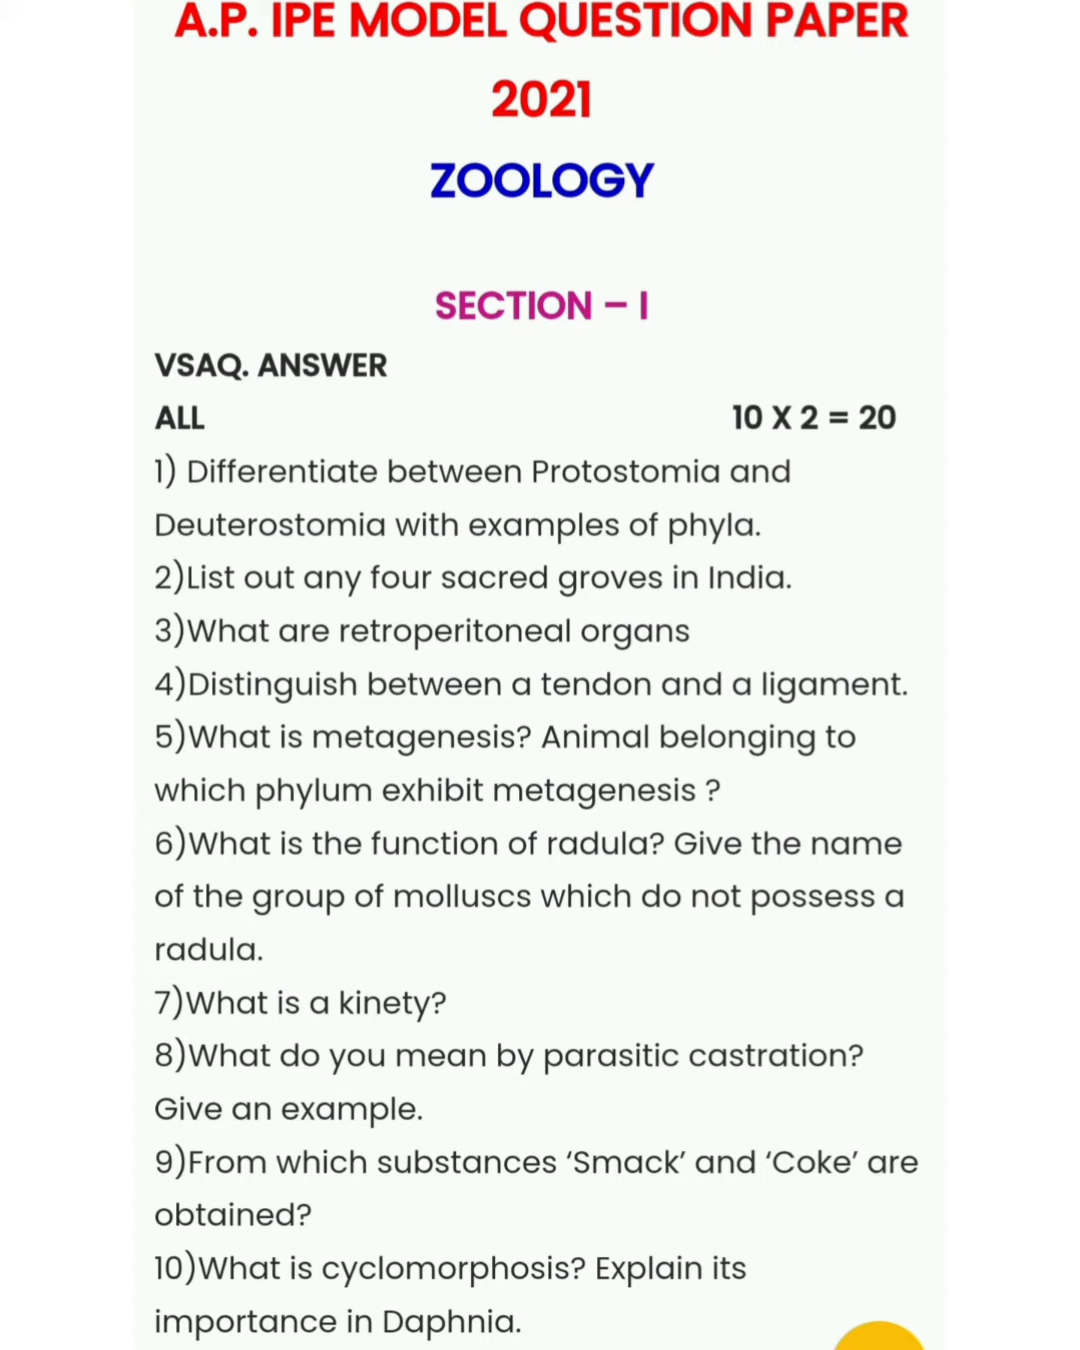 A.P. IPE MODEL QUESTION PAPER
2021
ZOOLOGY
SECTION – I
VSAQ. ANSWER
ALL 10 X 2 = 20
1) Differentiate between Protostomia and
Deuterostomia with examples of phyla.
2)List out any four sacred groves in India.
3)What are retroperitoneal organs
4)Distinguish between a tendon and a ligament.
5)What is metagenesis? Animal belonging to
which phylum exhibit metagenesis ?
6)What is the function of radula? Give the name
of the group of molluscs which do not possess a
radula.
7)What is a kinety?
8)What do you mean by parasitic castration?
Give an example.
9)From which substances ‘Smack’ and ‘Coke’ are
obtained?
10)What is cyclomorphosis? Explain its
importance in Daphnia.